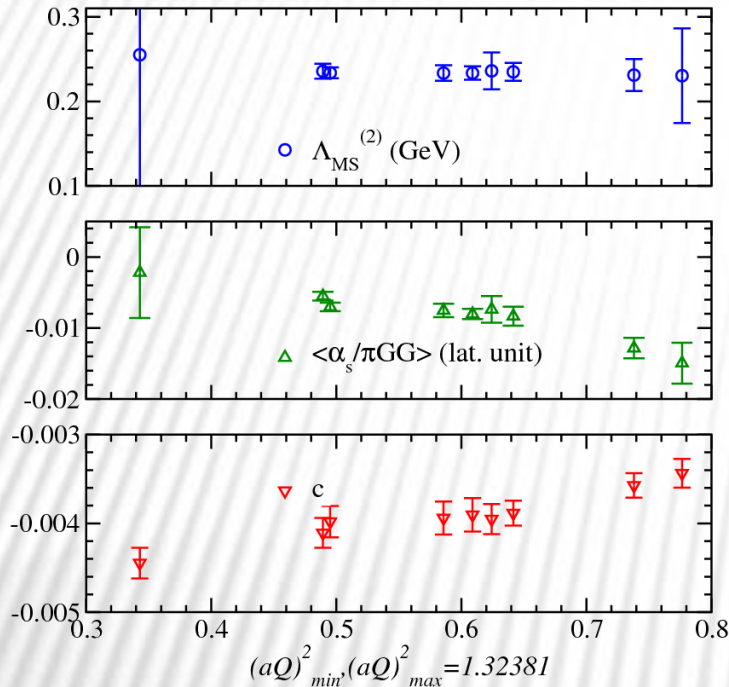 0.3
0.2
Λ_MS^(2) (GeV)
0.1
0
-0.01
<α_s/πGG> (lat. unit)
-0.02
-0.003
c
-0.004
-0.005
0.3 0.4 0.5 0.6 0.7 0.8
(aQ)^2_min,(aQ)^2_max=1.32381